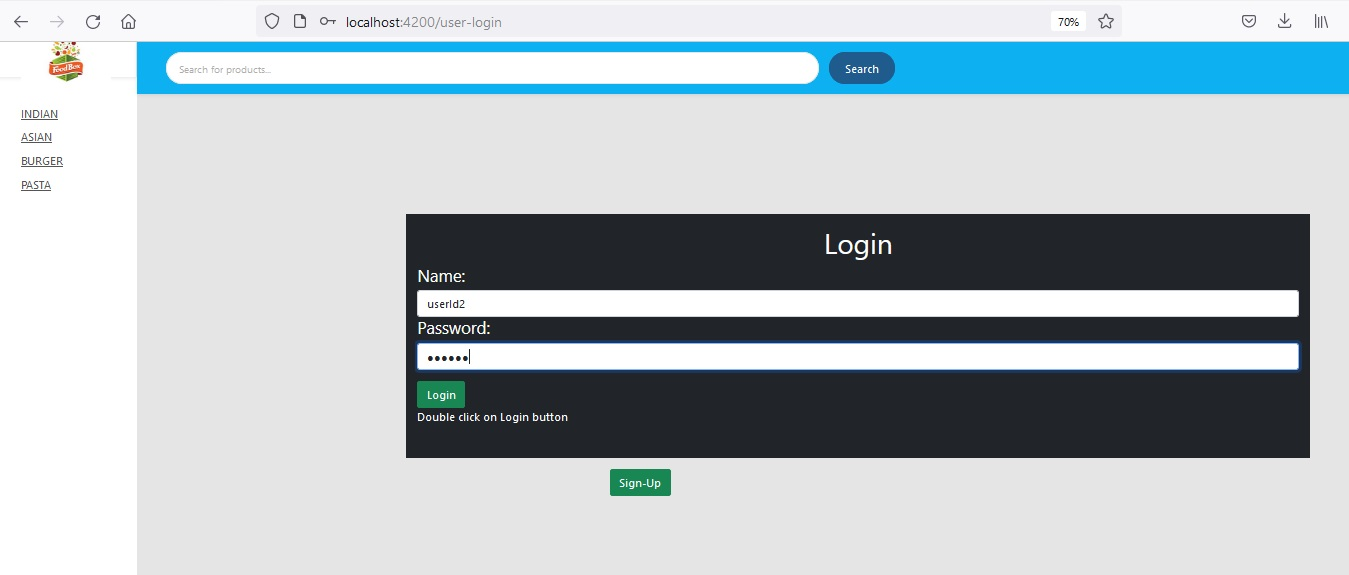 localhost:4200/user-login
70%
FoodBox
Search for products...
Search
INDIAN
ASIAN
BURGER
PASTA
Login
Name:
userId2
Password:
••••••
Login
Double click on Login button
Sign-Up